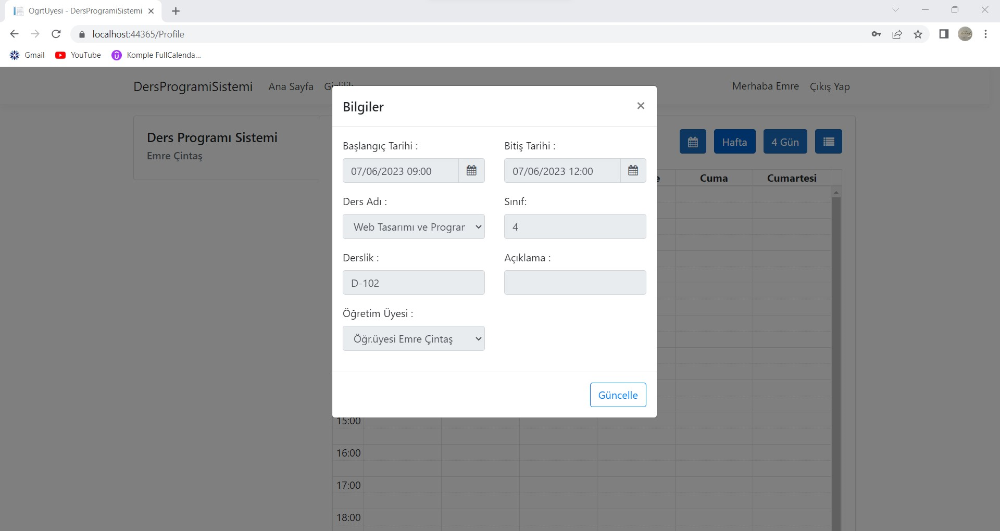 OgrtUyesi - DersProgramiSistemi
localhost:44365/Profile
Gmail YouTube Komple FullCalenda...
DersProgramiSistemi Ana Sayfa Gizlilik Merhaba Emre Çıkış Yap
Ders Programı Sistemi
Emre Çintaş
Bilgiler
Başlangıç Tarihi : Bitiş Tarihi :
07/06/2023 09:00 07/06/2023 12:00
Ders Adı : Sınıf:
Web Tasarımı ve Progran 4
Derslik : Açıklama :
D-102
Öğretim Üyesi :
Öğr.üyesi Emre Çintaş
Güncelle
Hafta 4 Gün
Cuma Cumartesi
15:00
16:00
17:00
18:00